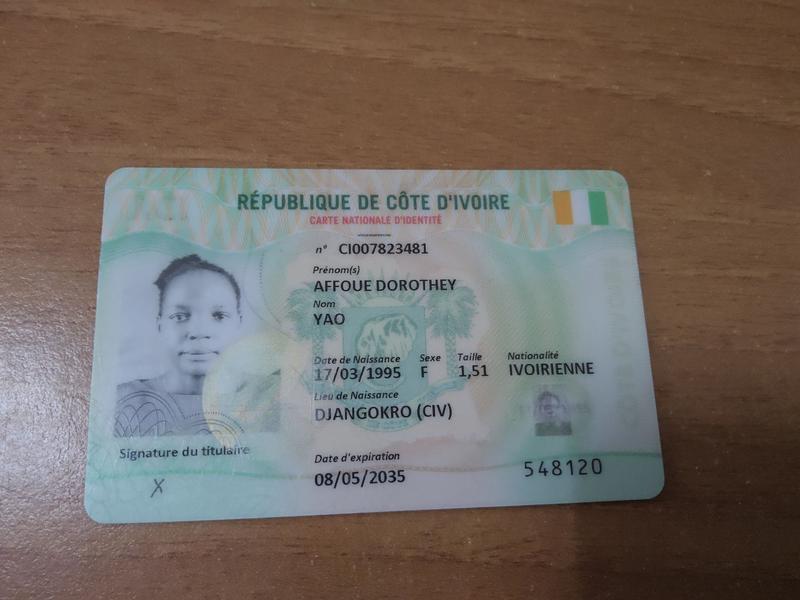 RÉPUBLIQUE DE CÔTE D'IVOIRE
CARTE NATIONALE D'IDENTITÉ
n° CI007823481
Prénom(s)
AFFOUE DOROTHEY
Nom
YAO
Date de Naissance Sexe Taille Nationalité
17/03/1995 F 1,51 IVOIRIENNE
Lieu de Naissance
DJANGOKRO (CIV)
Signature du titulaire
Date d'expiration
X
08/05/2035
548120